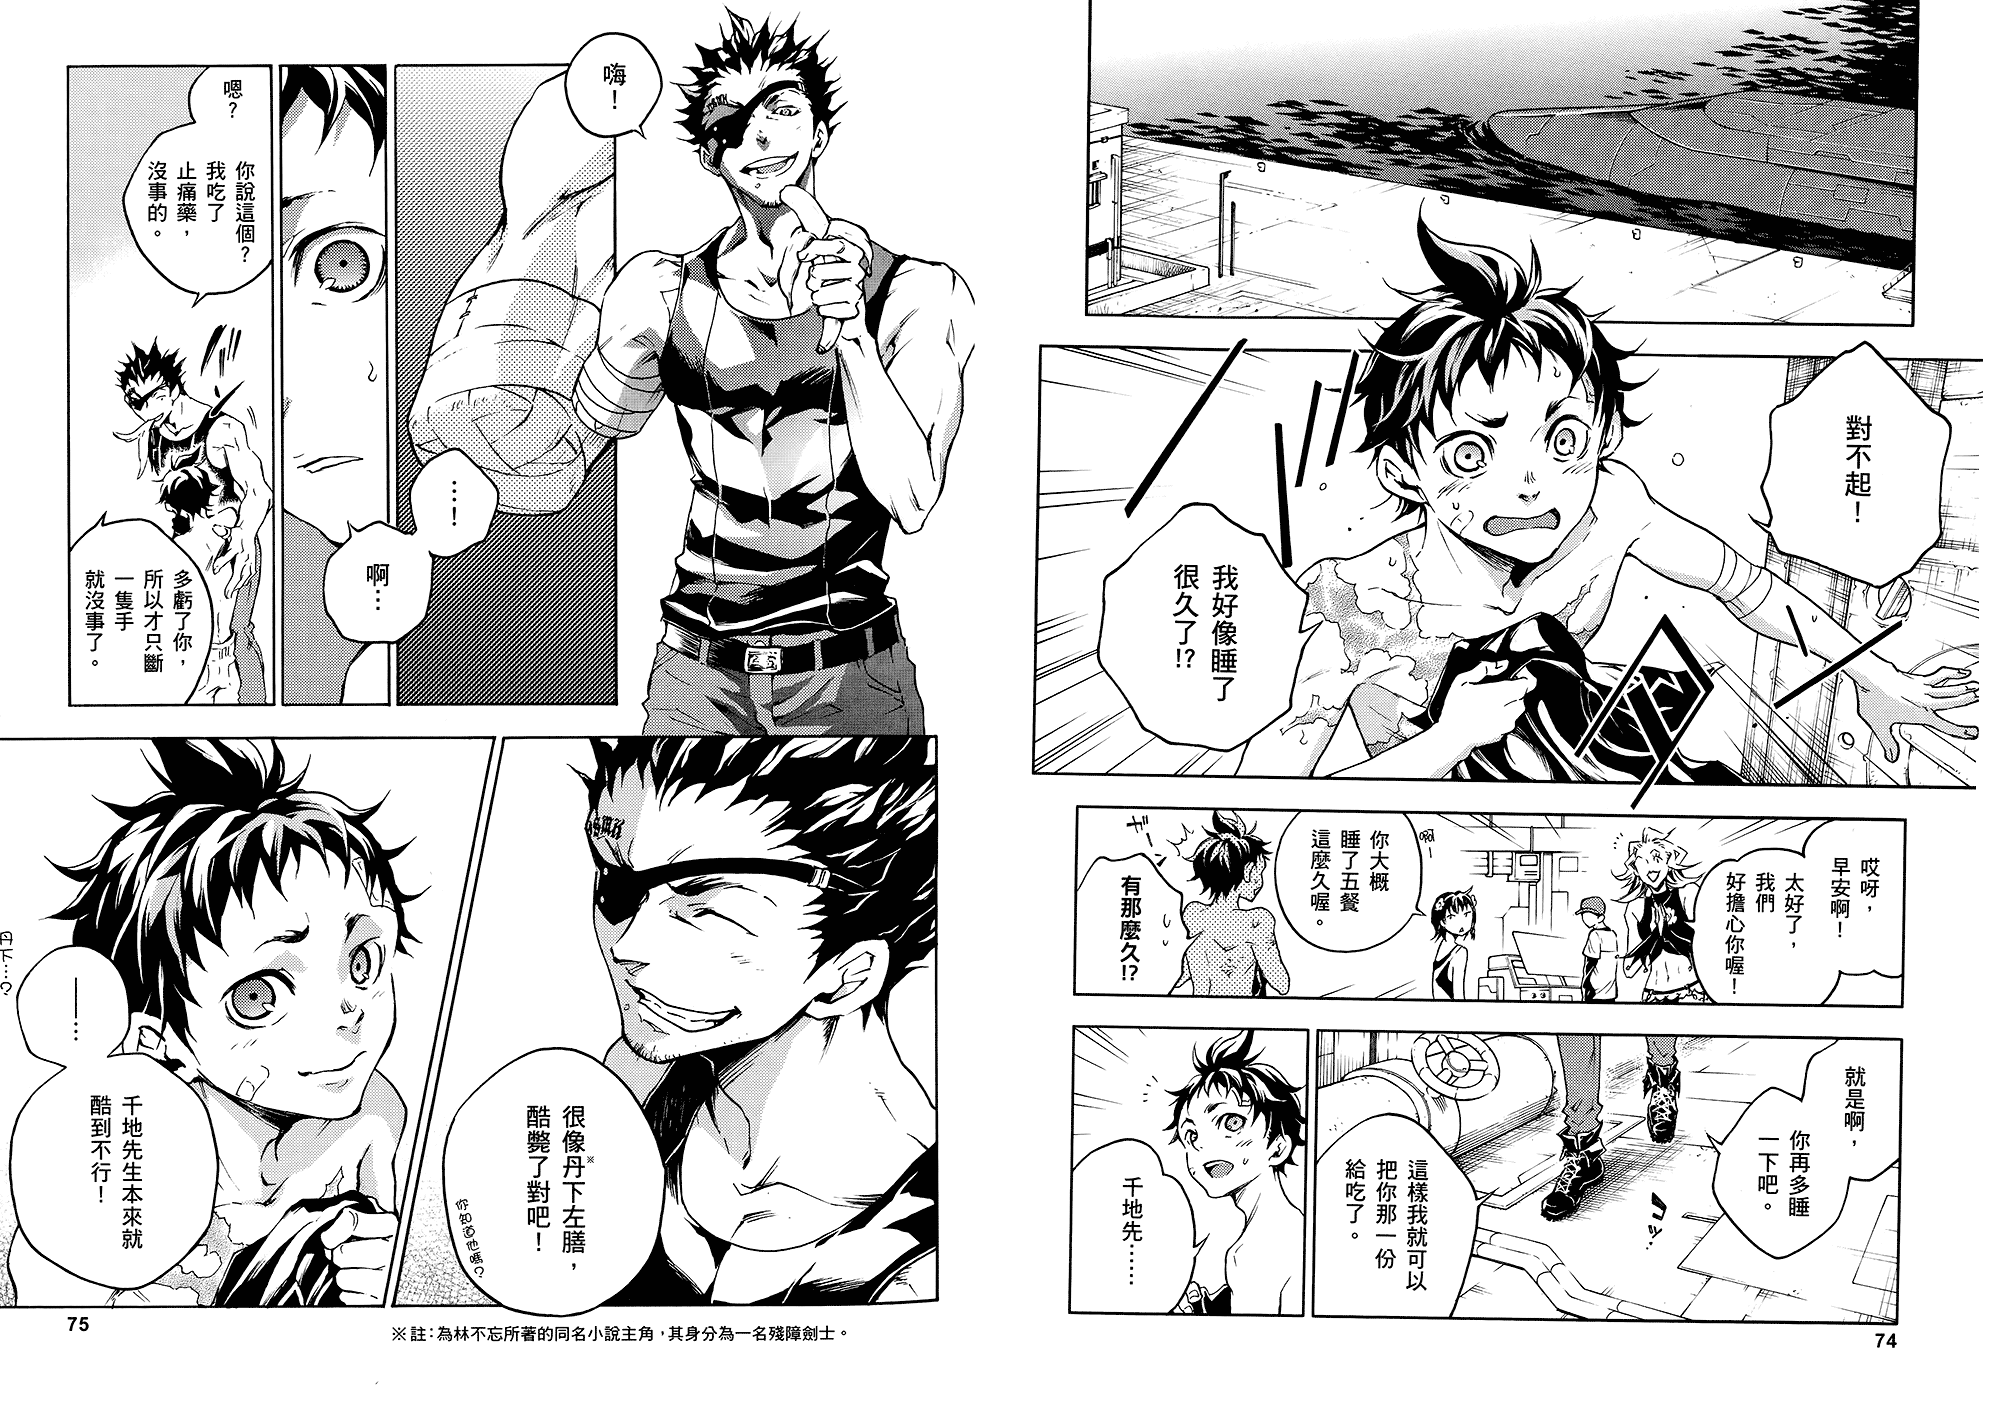 對不起！
我好像睡了
很久了!?
哎呀，
早安啊！
太好了，
我們
好擔心你喔！
啊ー
你大概
睡了五餐
這麼久喔。
ギー
有那麼久!?
就是啊，
你再多睡
一下吧。
這樣我就可以
把你那一份
給吃了。
千地先……
74
嗨！
…！
啊…
嗯？
你說這個？
我吃了
止痛藥，
沒事的。
多虧了你，
所以才只斷
一隻手
就沒事了。
很像丹※下左膳，
酷斃了對吧！
你知道他嗎？
──…
千地先生本來就
酷到不行！
丹下…？
※註：為林不忘所著的同名小說主角，其身分為一名殘障劍士。
75